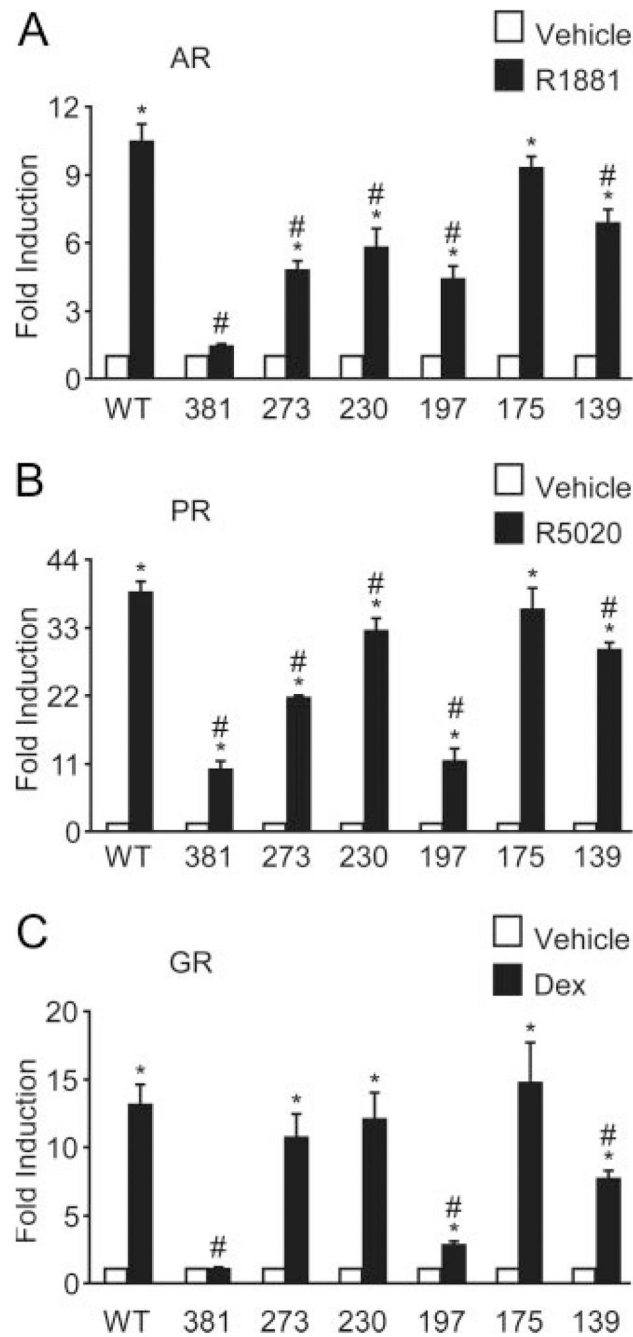 A
AR
Vehicle
R1881
Fold Induction
12
9
6
3
0
*
#
# *
# *
# *
*
# *
WT 381 273 230 197 175 139
B
PR
Vehicle
R5020
Fold Induction
44
33
22
11
0
*
# *
# *
# *
# *
*
# *
WT 381 273 230 197 175 139
C
GR
Vehicle
Dex
Fold Induction
20
15
10
5
0
*
#
*
*
# *
*
# *
WT 381 273 230 197 175 139